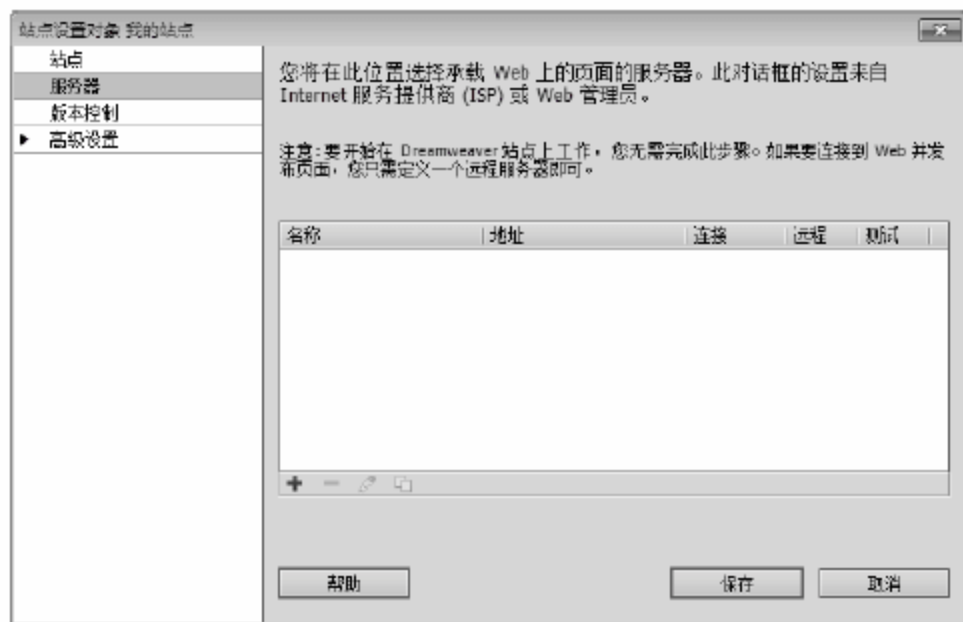 站点设置对象 我的站点
站点
服务器
版本控制
高级设置
您将在此位置选择承载 Web 上的页面的服务器。此对话框的设置来自
Internet 服务提供商 (ISP) 或 Web 管理员。
注意:要开始在 Dreamweaver 站点上工作，您无需完成此步骤。如果要连接到 Web 并发
布页面，您只需定义一个远程服务器即可。
名称 地址 连接 远程 测试
帮助 保存 取消